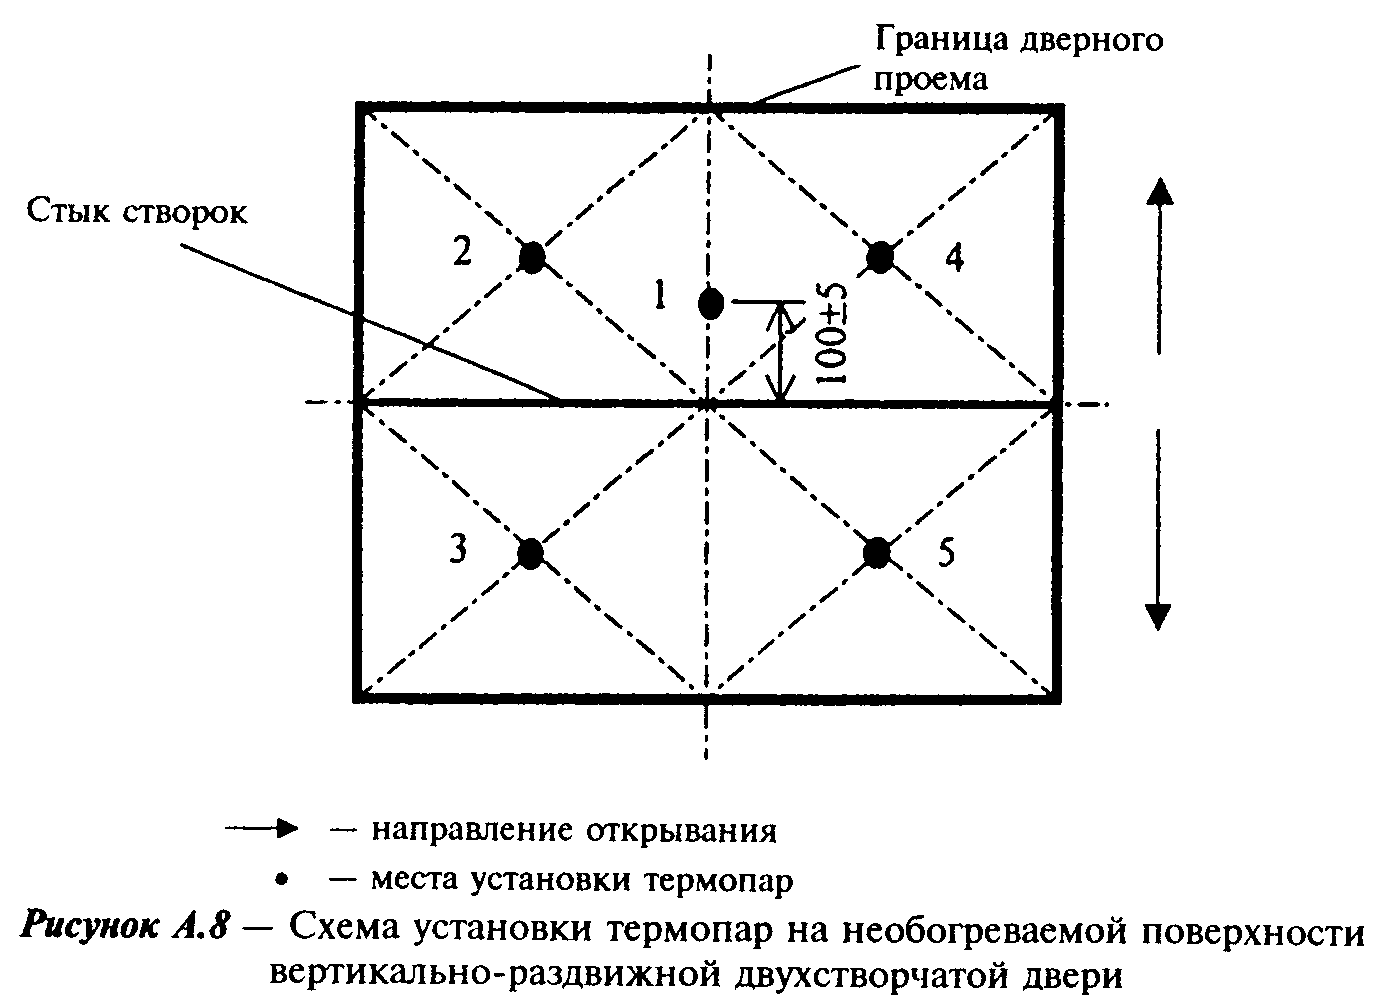 Граница дверного
проема
Стык створок
2
4
1
100±5
3
5
— направление открывания
— места установки термопар
Рисунок А.8 — Схема установки термопар на необогреваемой поверхности
вертикально-раздвижной двухстворчатой двери